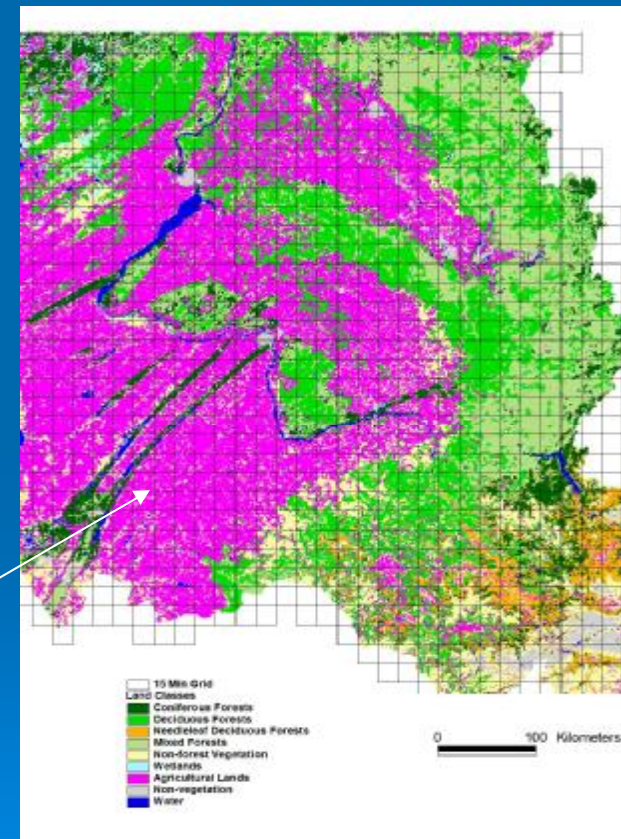 15 Min Grid
Land Classes
Coniferous Forests
Deciduous Forests
Needleleaf Deciduous Forests
Mixed Forests
Non-forest Vegetation
Wetlands
Agricultural Lands
Non-vegetation
Water
0 100 Kilometers